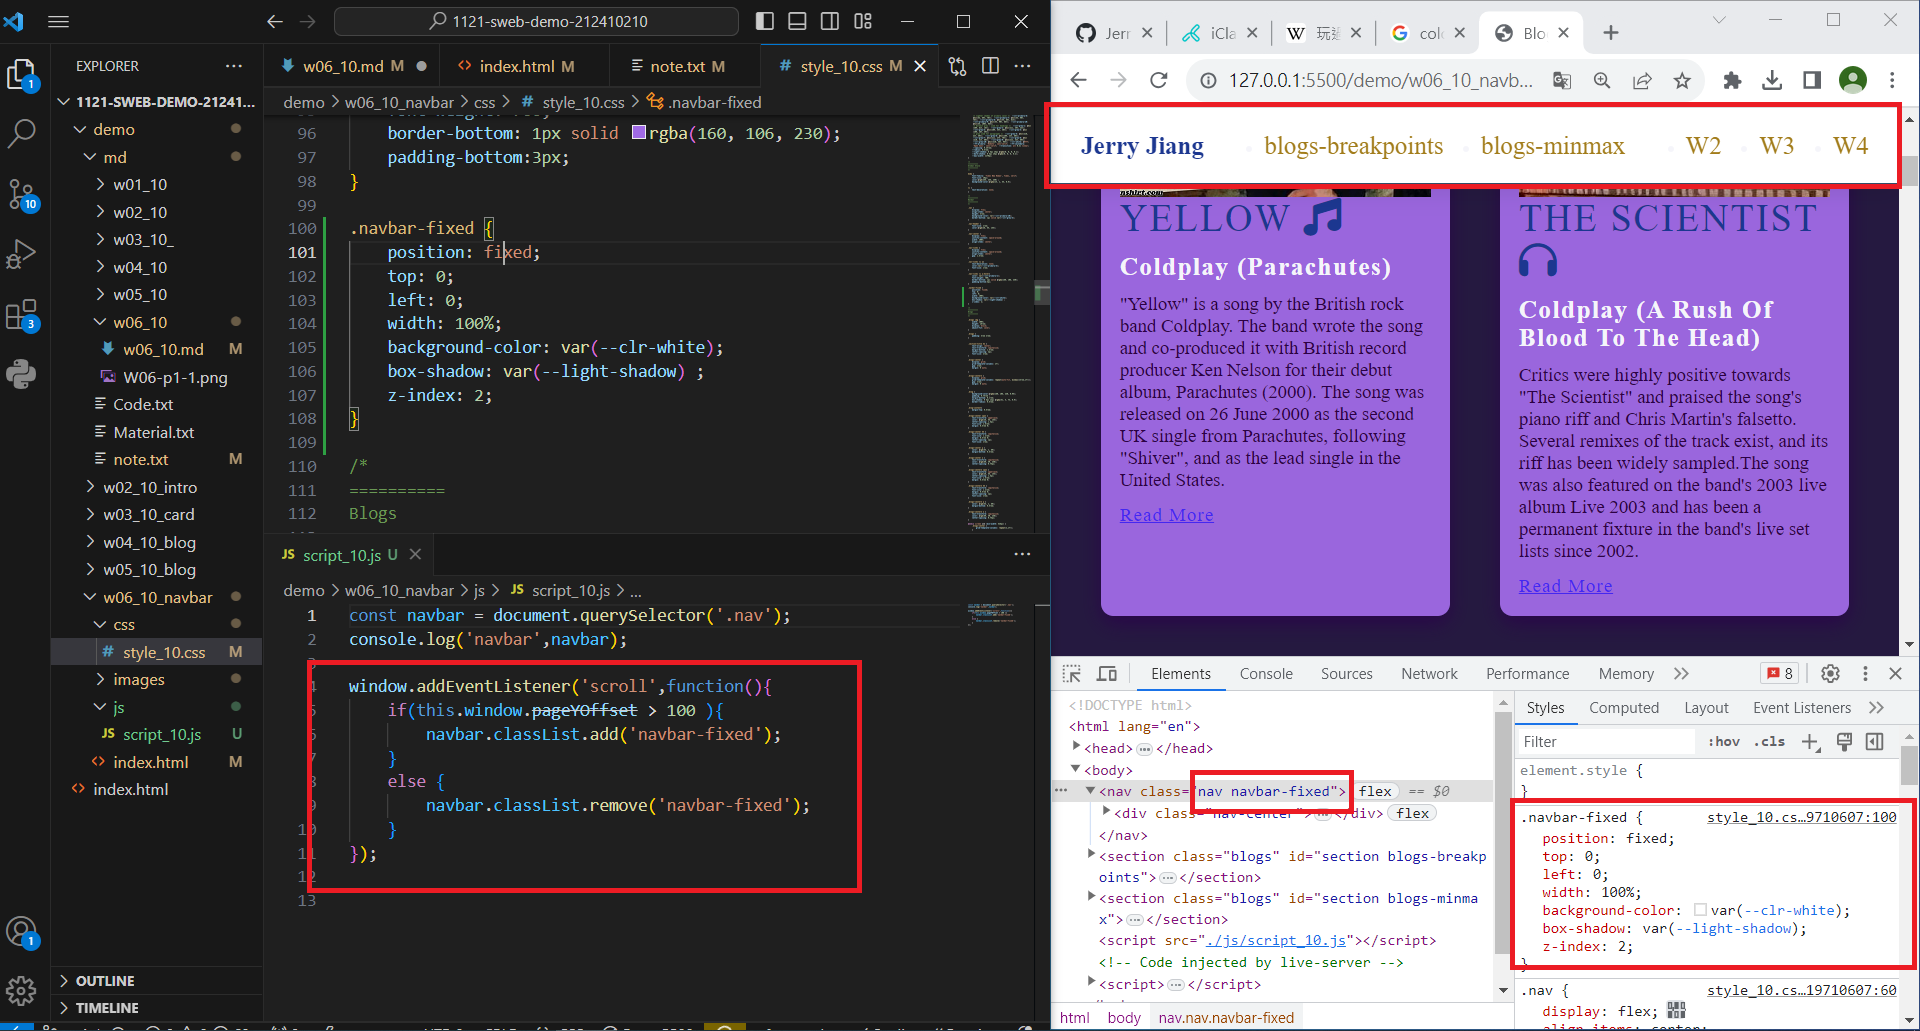 1121-sweb-demo-212410210
EXPLORER
1121-SWEB-DEMO-21241...
demo
md
w01_10
w02_10
w03_10_
w04_10
w05_10
w06_10
w06_10.md M
W06-p1-1.png
Code.txt
Material.txt
note.txt M
w02_10_intro
w03_10_card
w04_10_blog
w05_10_blog
w06_10_navbar
css
# style_10.css M
images
js
JS script_10.js U
index.html M
index.html
OUTLINE
TIMELINE
1
10
3
1
w06_10.md M
index.html M
note.txt M
# style_10.css M
demo > w06_10_navbar > css > # style_10.css > .navbar-fixed
96 border-bottom: 1px solid rgba(160, 106, 230);
97 padding-bottom:3px;
98 }
99
100 .navbar-fixed {
101 position: fixed;
102 top: 0;
103 left: 0;
104 width: 100%;
105 background-color: var(--clr-white);
106 box-shadow: var(--light-shadow) ;
107 z-index: 2;
108 }
109
110 /*
111 ==========
112 Blogs
JS script_10.js U
demo > w06_10_navbar > js > JS script_10.js > ...
1 const navbar = document.querySelector('.nav');
2 console.log('navbar',navbar);
4 window.addEventListener('scroll',function(){
5 if(this.window.pageYOffset > 100 ){
6 navbar.classList.add('navbar-fixed');
7 }
8 else {
9 navbar.classList.remove('navbar-fixed');
10 }
11 });
12
13
Jerr
iCla
W
Blo
127.0.0.1:5500/demo/w06_10_navb...
Jerry Jiang
blogs-breakpoints
blogs-minmax
W2
W3
W4
YELLOW
Coldplay (Parachutes)
"Yellow" is a song by the British rock
band Coldplay. The band wrote the song
and co-produced it with British record
producer Ken Nelson for their debut
album, Parachutes (2000). The song was
released on 26 June 2000 as the second
UK single from Parachutes, following
"Shiver", and as the lead single in the
United States.
Read More
THE SCIENTIST
Coldplay (A Rush Of
Blood To The Head)
Critics were highly positive towards
"The Scientist" and praised the song's
piano riff and Chris Martin's falsetto.
Several remixes of the track exist, and its
riff has been widely sampled.The song
was also featured on the band's 2003 live
album Live 2003 and has been a
permanent fixture in the band's live set
lists since 2002.
Read More
Elements Console Sources Network Performance Memory 8
<!DOCTYPE html>
<html lang="en">
<head> </head>
<body>
<nav class="nav navbar-fixed"> flex == $0
<div class="nav-center"> </div> flex
</nav>
<section class="blogs" id="section blogs-breakp
oints"> </section>
<section class="blogs" id="section blogs-minma
x"> </section>
<script src="./js/script_10.js"></script>
<!-- Code injected by live-server -->
<script> </script>
html body nav.nav.navbar-fixed
Styles Computed Layout Event Listeners
Filter :hov .cls
element.style {
}
.navbar-fixed { style_10.cs…9710607:100
position: fixed;
top: 0;
left: 0;
width: 100%;
background-color: var(--clr-white);
box-shadow: var(--light-shadow);
z-index: 2;
}
.nav { style_10.cs…19710607:60
display: flex;